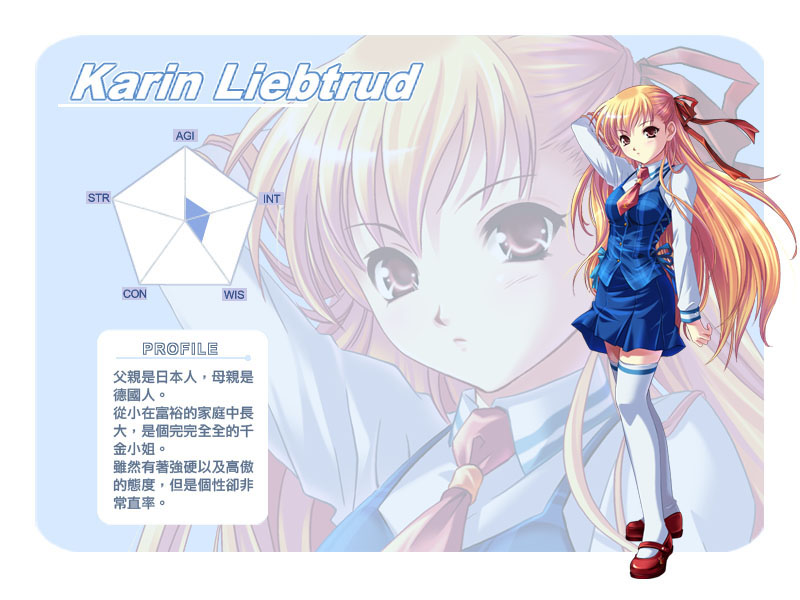 Karin Liebtrud
AGI
STR
INT
CON
WIS
PROFILE
父親是日本人，母親是
德國人。
從小在富裕的家庭中長
大，是個完完全全的千
金小姐。
雖然有著強硬以及高傲
的態度，但是個性卻非
常直率。